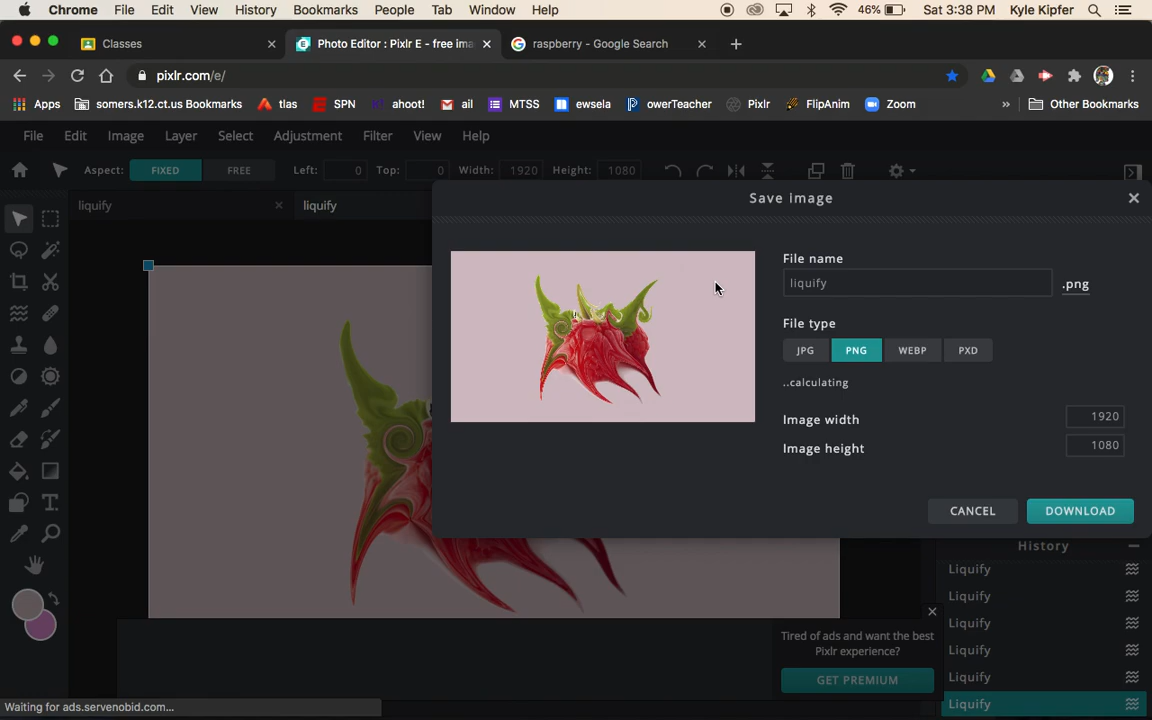 Chrome File Edit View History Bookmarks People Tab Window Help 46% Sat 3:38 PM Kyle Kipfer
Classes
Photo Editor : Pixlr E - free ima
raspberry - Google Search
pixlr.com/e/
Apps somers.k12.ct.us Bookmarks tlas SPN ahoot! ail MTSS ewsela owerTeacher Pixlr FlipAnim Zoom » Other Bookmarks
File Edit Image Layer Select Adjustment Filter View Help
Aspect: FIXED FREE Left: 0 Top: 0 Width: 1920 Height: 1080
liquify
liquify
Save image
File name
liquify .png
File type
JPG PNG WEBP PXD
..calculating
Image width 1920
Image height 1080
CANCEL DOWNLOAD
History
Liquify
Liquify
Liquify
Liquify
Liquify
Liquify
Tired of ads and want the best
Pixlr experience?
GET PREMIUM
Waiting for ads.servenobid.com...